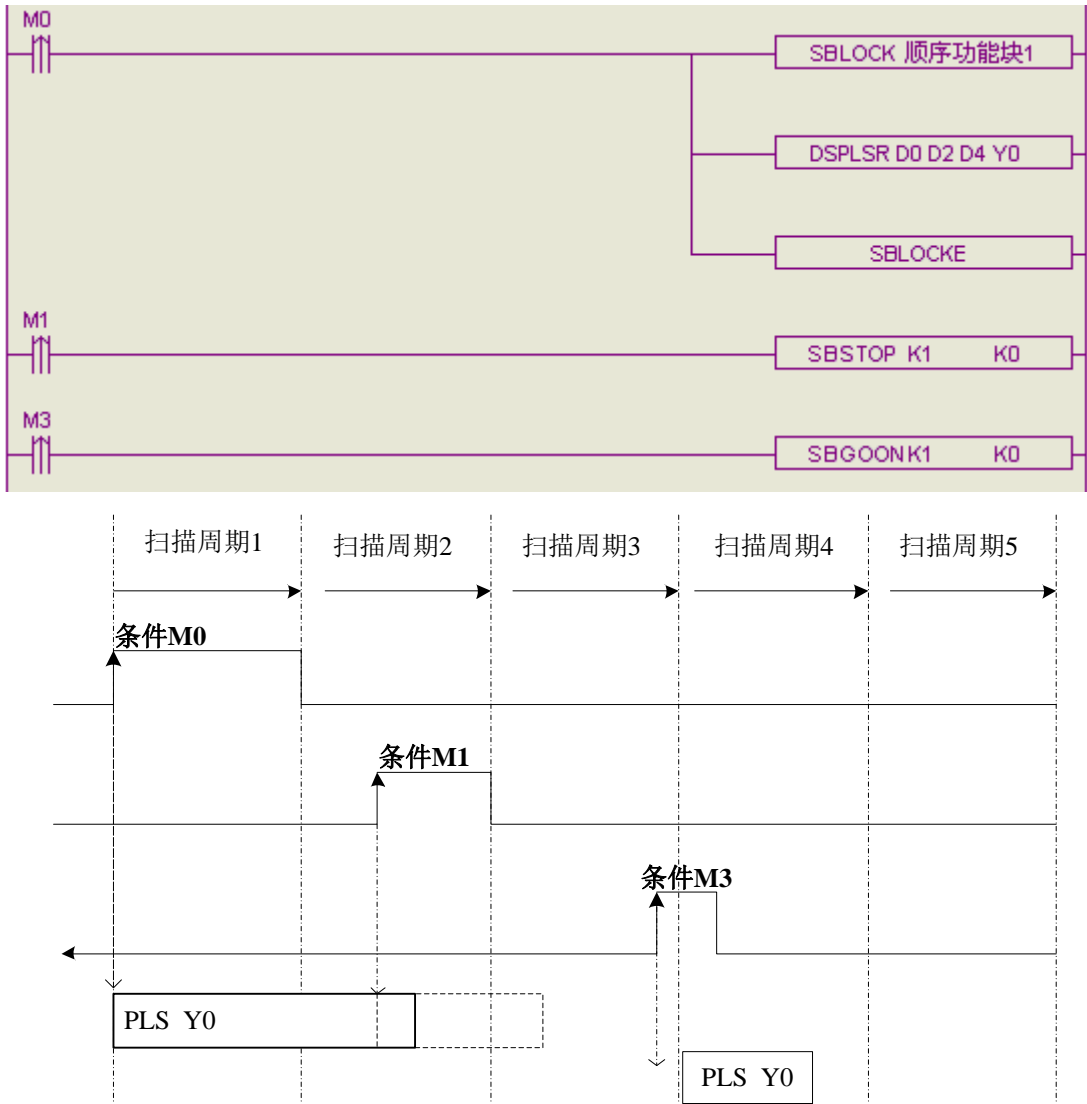 M0
SBLOCK 顺序功能块1
DSPLSR D0 D2 D4 Y0
SBLOCKE
M1
SBSTOP K1 K0
M3
SBGOONK1 K0
扫描周期1 扫描周期2 扫描周期3 扫描周期4 扫描周期5
条件M0
条件M1
条件M3
PLS Y0
PLS Y0